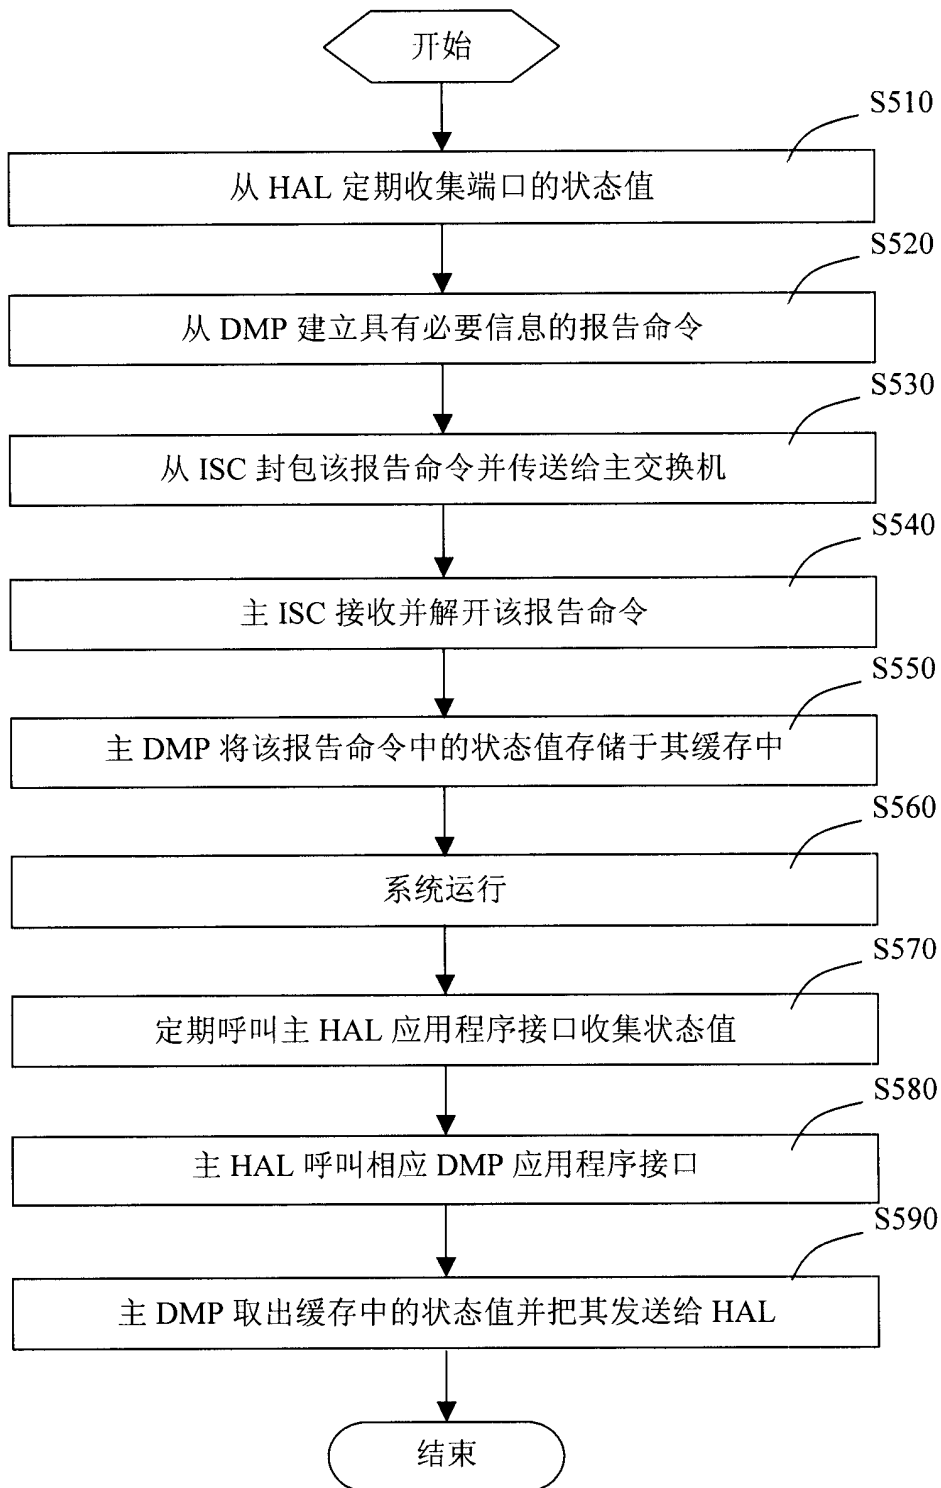 开始
S510
从 HAL 定期收集端口的状态值
S520
从 DMP 建立具有必要信息的报告命令
S530
从 ISC 封包该报告命令并传送给主交换机
S540
主 ISC 接收并解开该报告命令
S550
主 DMP 将该报告命令中的状态值存储于其缓存中
S560
系统运行
S570
定期呼叫主 HAL 应用程序接口收集状态值
S580
主 HAL 呼叫相应 DMP 应用程序接口
S590
主 DMP 取出缓存中的状态值并把其发送给 HAL
结束